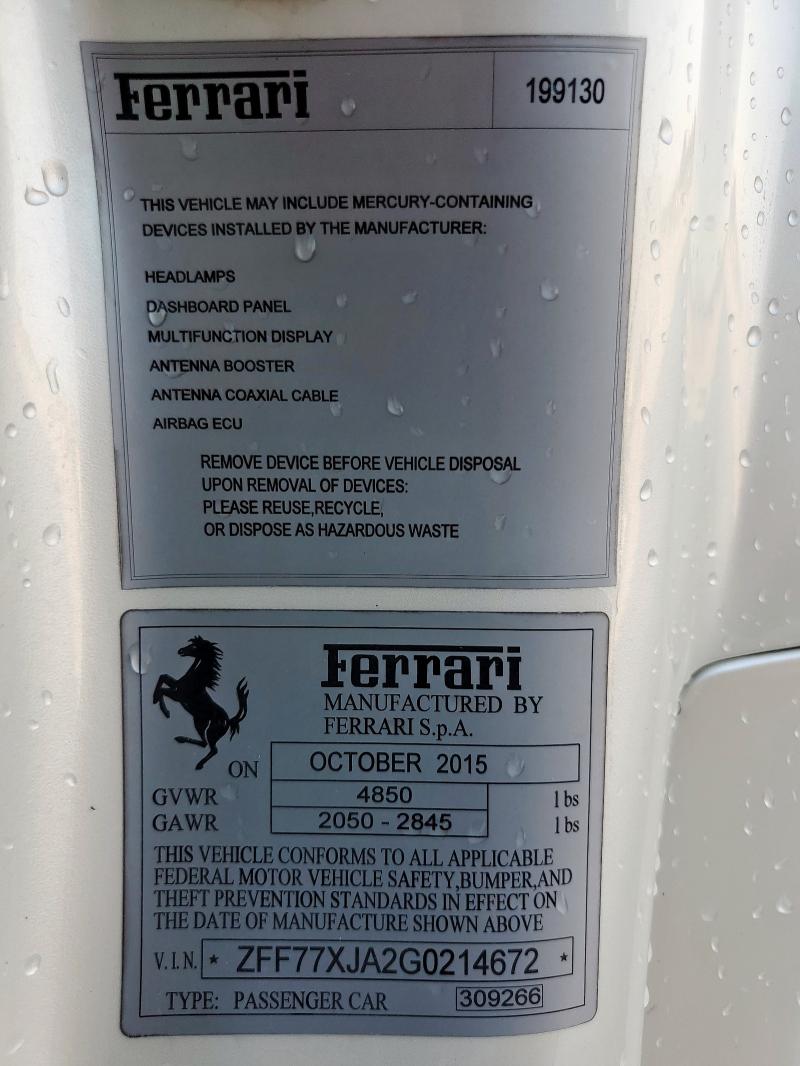 Ferrari 199130
THIS VEHICLE MAY INCLUDE MERCURY-CONTAINING
DEVICES INSTALLED BY THE MANUFACTURER:
HEADLAMPS
DASHBOARD PANEL
MULTIFUNCTION DISPLAY
ANTENNA BOOSTER
ANTENNA COAXIAL CABLE
AIRBAG ECU
REMOVE DEVICE BEFORE VEHICLE DISPOSAL
UPON REMOVAL OF DEVICES:
PLEASE REUSE,RECYCLE,
OR DISPOSE AS HAZARDOUS WASTE
Ferrari
MANUFACTURED BY
FERRARI S.p.A.
ON OCTOBER 2015
GVWR 4850 lbs
GAWR 2050 - 2845 lbs
THIS VEHICLE CONFORMS TO ALL APPLICABLE
FEDERAL MOTOR VEHICLE SAFETY,BUMPER,AND
THEFT PREVENTION STANDARDS IN EFFECT ON
THE DATE OF MANUFACTURE SHOWN ABOVE
V.I.N. * ZFF77XJA2G0214672 *
TYPE: PASSENGER CAR 309266